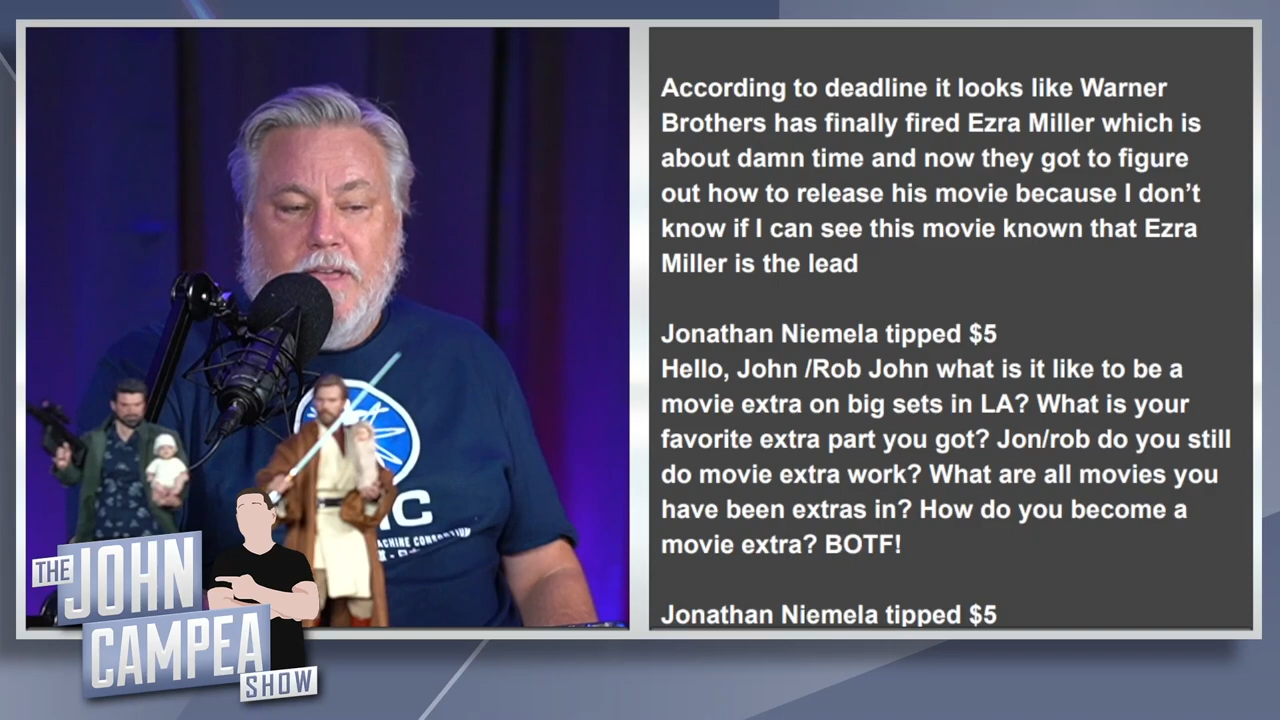 According to deadline it looks like Warner
Brothers has finally fired Ezra Miller which is
about damn time and now they got to figure
out how to release his movie because I don’t
know if I can see this movie known that Ezra
Miller is the lead
Jonathan Niemela tipped $5
Hello, John /Rob John what is it like to be a
movie extra on big sets in LA? What is your
favorite extra part you got? Jon/rob do you still
do movie extra work? What are all movies you
have been extras in? How do you become a
movie extra? BOTF!
Jonathan Niemela tipped $5
THE
JOHN
CAMPEA
SHOW